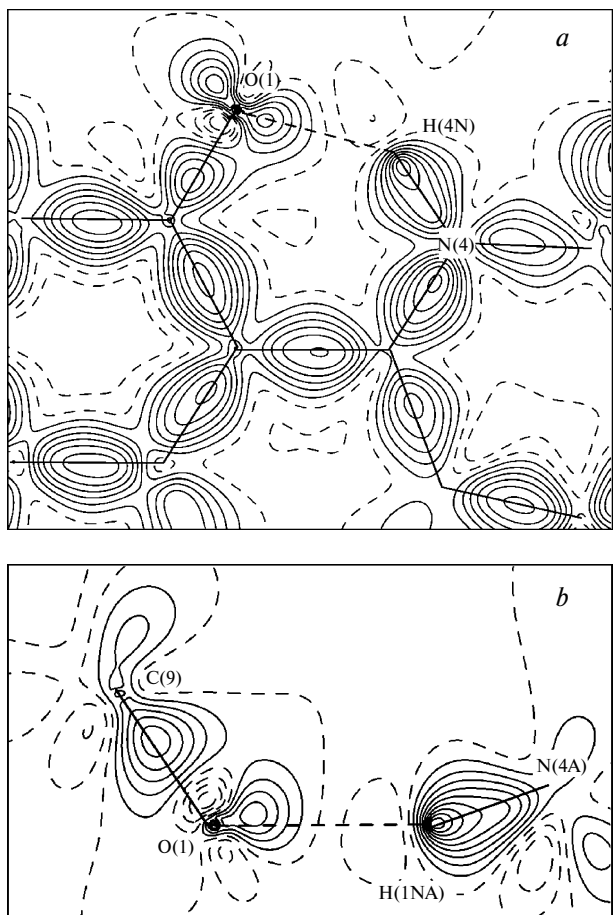 a
O(1)
H(4N)
N(4)
b
C(9)
N(4A)
O(1)
H(1NA)